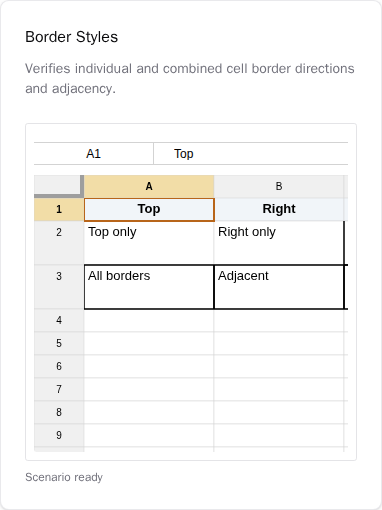 Border Styles
Verifies individual and combined cell border directions
and adjacency.
A1 Top
A B
1 Top Right
2 Top only Right only
3 All borders Adjacent
4
5
6
7
8
9
Scenario ready